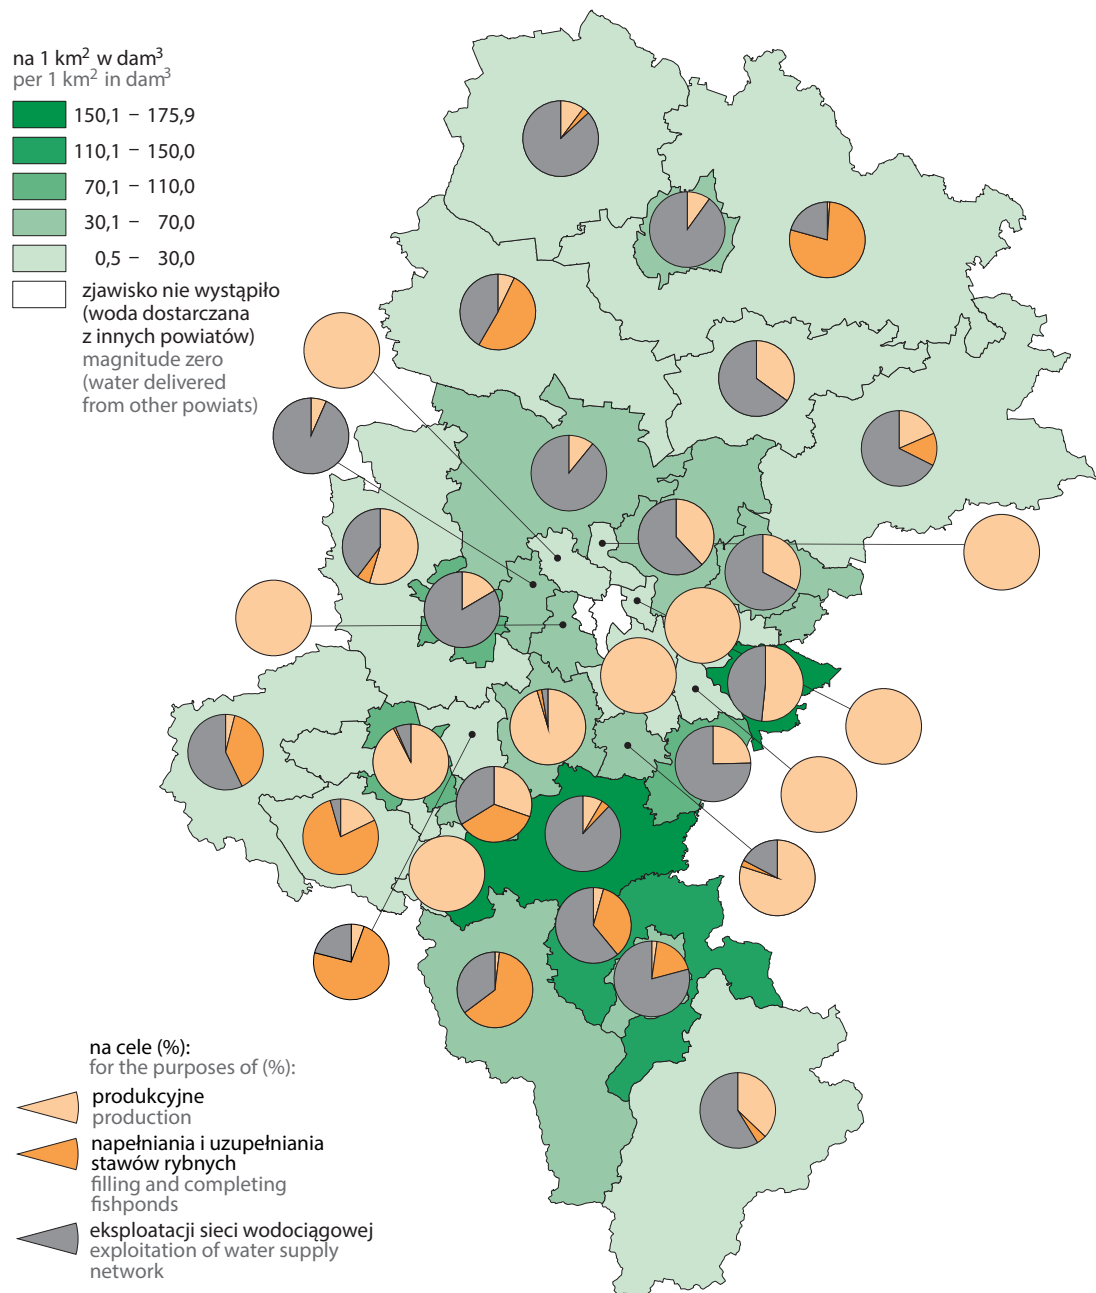 na 1 km² w dam³
per 1 km² in dam³
150,1 – 175,9
110,1 – 150,0
70,1 – 110,0
30,1 – 70,0
0,5 – 30,0
zjawisko nie wystąpiło
(woda dostarczana
z innych powiatów)
magnitude zero
(water delivered
from other powiats)
na cele (%):
for the purposes of (%):
produkcyjne
production
napełniania i uzupełniania
stawów rybnych
filling and completing
fishponds
eksploatacji sieci wodociągowej
exploitation of water supply
network